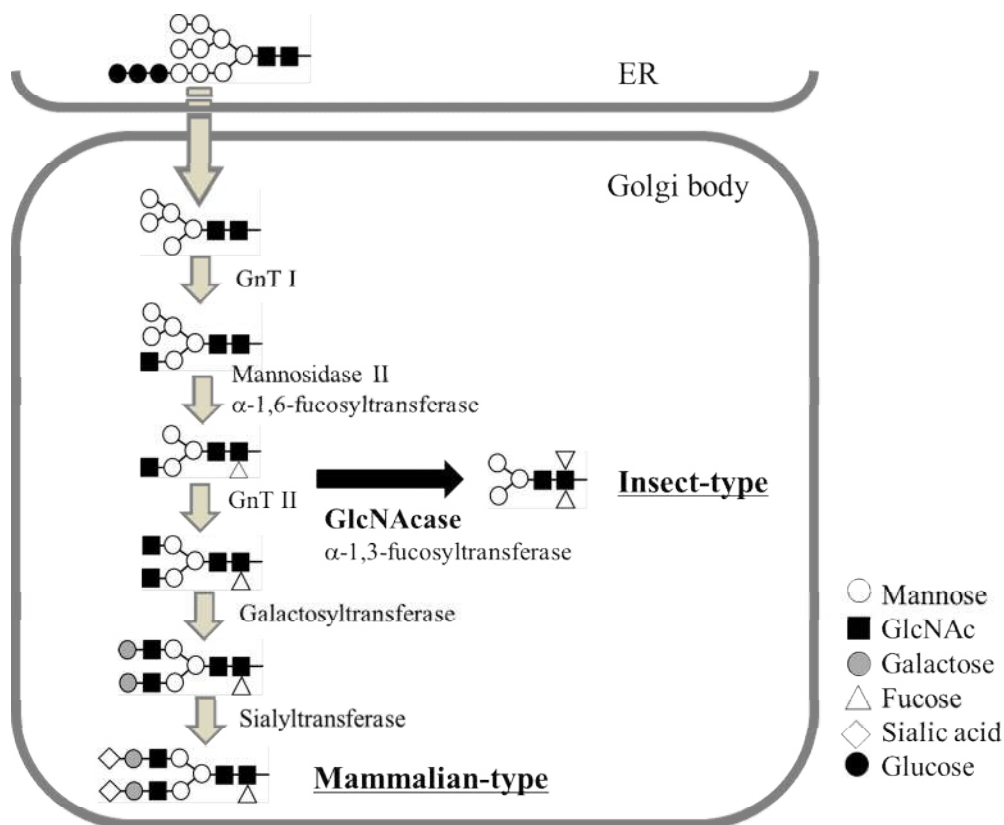 ER
Golgi body
GnT I
Mannosidase II
α-1,6-fucosyltransferase
GnT II
GlcNAcase
α-1,3-fucosyltransferase
Insect-type
Galactosyltransferase
Sialyltransferase
Mammalian-type
Mannose
GlcNAc
Galactose
Fucose
Sialic acid
Glucose